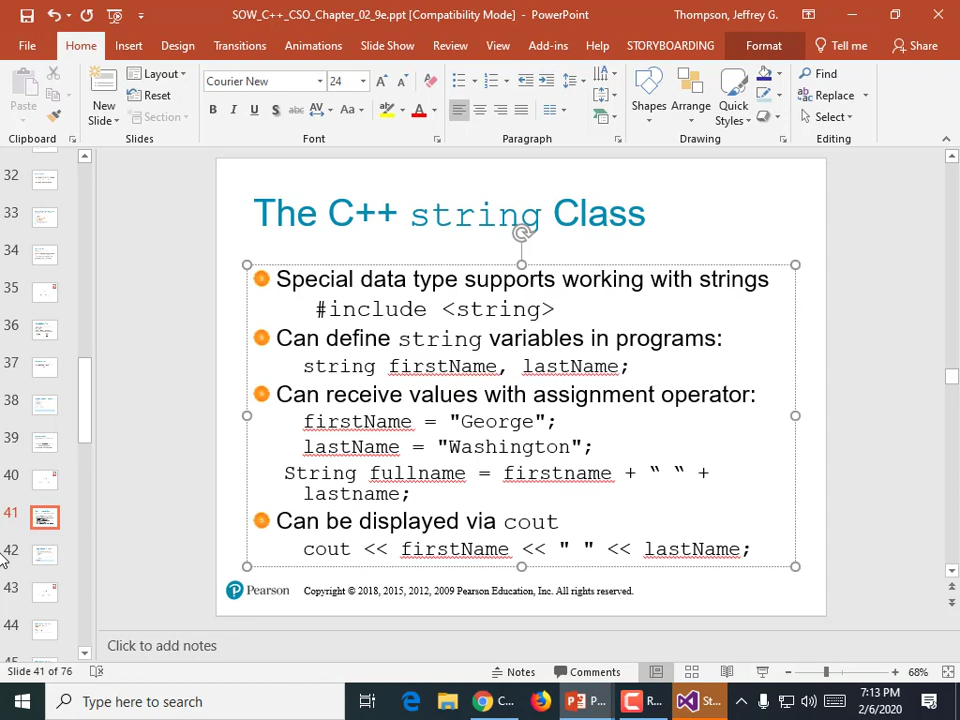 SOW_C++_CSO_Chapter_02_9e.ppt [Compatibility Mode] - PowerPoint
Thompson, Jeffrey G.
File Home Insert Design Transitions Animations Slide Show Review View Add-ins Help STORYBOARDING Format Tell me Share
Paste
New Slide
Layout
Reset
Section
Courier New 24
B I U S abc AV Aa A
Shapes Arrange Quick Styles
Find
Replace
Select
Clipboard Slides Font Paragraph Drawing Editing
32
33
34
35
36
37
38
39
40
41
42
43
44
45
The C++ string Class
Special data type supports working with strings
#include <string>
Can define string variables in programs:
string firstName, lastName;
Can receive values with assignment operator:
firstName = "George";
lastName = "Washington";
String fullname = firstname + “ “ +
lastname;
Can be displayed via cout
cout << firstName << " " << lastName;
Pearson Copyright © 2018, 2015, 2012, 2009 Pearson Education, Inc. All rights reserved.
Click to add notes
Slide 41 of 76 Notes Comments 68%
Type here to search
C...
P...
R...
St...
7:13 PM
2/6/2020